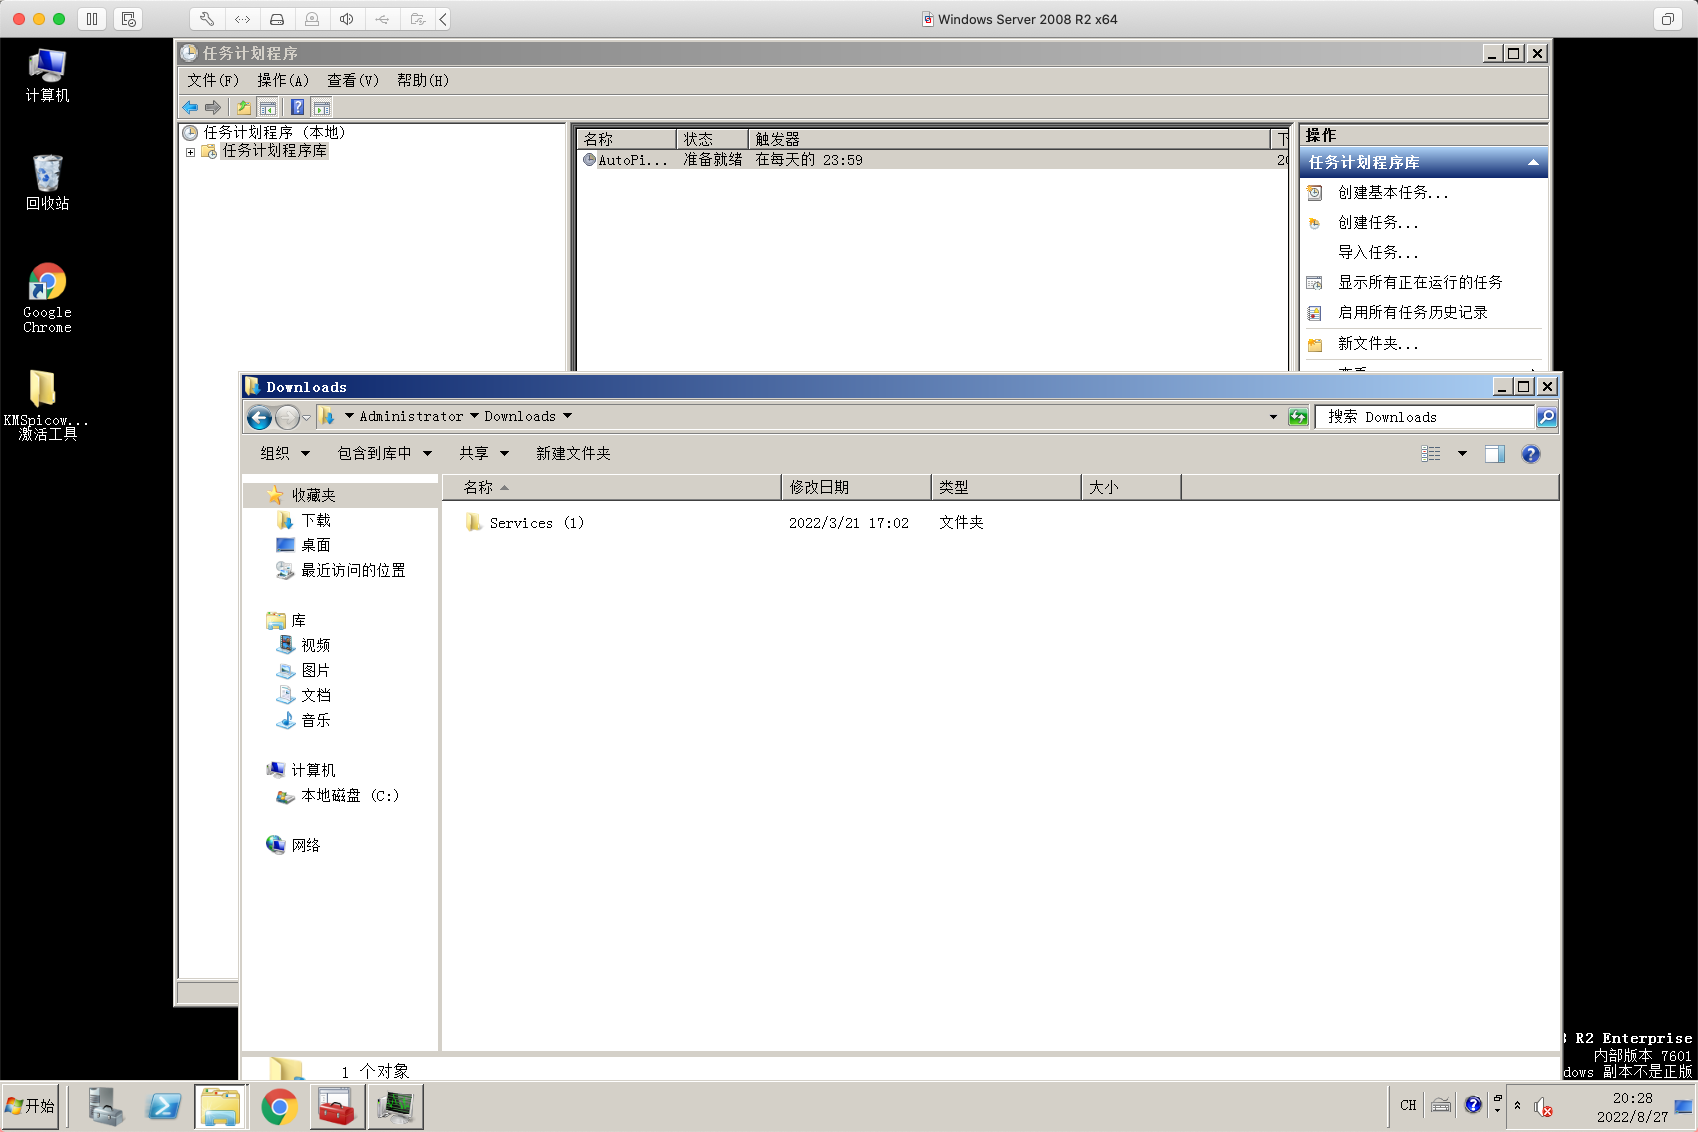 Windows Server 2008 R2 x64
计算机
回收站
Google
Chrome
KMSpicow...
激活工具
任务计划程序
文件(F) 操作(A) 查看(V) 帮助(H)
任务计划程序 (本地)
任务计划程序库
名称 状态 触发器 下
AutoPi... 准备就绪 在每天的 23:59 20
操作
任务计划程序库
创建基本任务...
创建任务...
导入任务...
显示所有正在运行的任务
启用所有任务历史记录
新文件夹...
Downloads
Administrator Downloads
搜索 Downloads
组织 包含到库中 共享 新建文件夹
收藏夹
下载
桌面
最近访问的位置
库
视频
图片
文档
音乐
计算机
本地磁盘 (C:)
网络
名称 修改日期 类型 大小
Services (1) 2022/3/21 17:02 文件夹
1 个对象
R2 Enterprise
内部版本 7601
dows 副本不是正版
开始
CH
20:28
2022/8/27